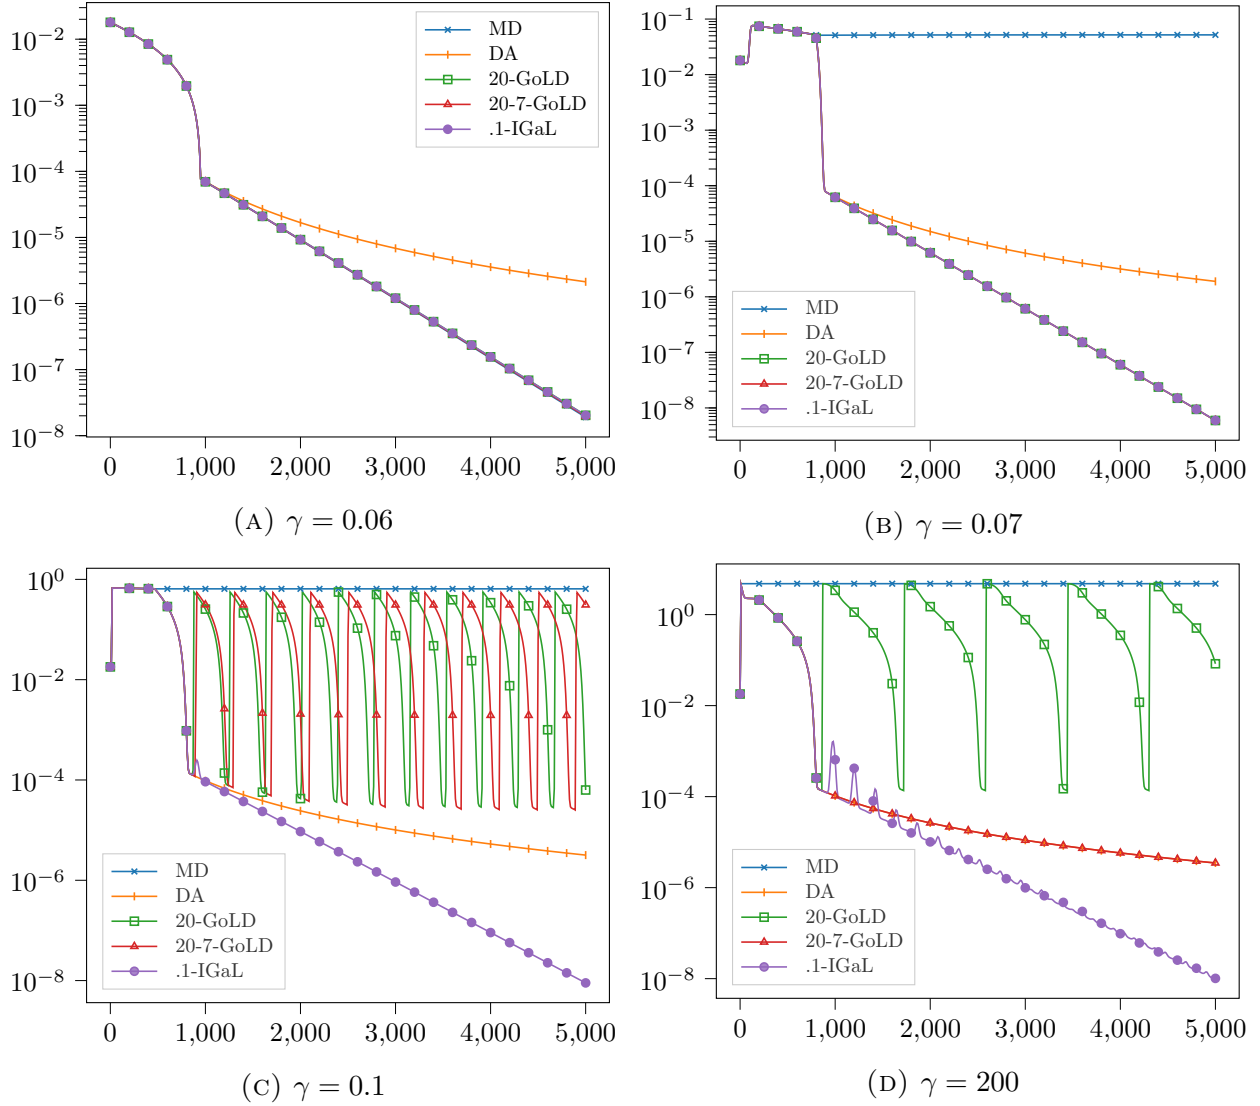 10^{-2}
10^{-3}
10^{-4}
10^{-5}
10^{-6}
10^{-7}
10^{-8}
0 1,000 2,000 3,000 4,000 5,000
MD
DA
20-GoLD
20-7-GoLD
.1-IGaL
(A) γ = 0.06
10^{-1}
10^{-2}
10^{-3}
10^{-4}
10^{-5}
10^{-6}
10^{-7}
10^{-8}
0 1,000 2,000 3,000 4,000 5,000
MD
DA
20-GoLD
20-7-GoLD
.1-IGaL
(B) γ = 0.07
10^{0}
10^{-2}
10^{-4}
10^{-6}
10^{-8}
0 1,000 2,000 3,000 4,000 5,000
MD
DA
20-GoLD
20-7-GoLD
.1-IGaL
(C) γ = 0.1
10^{0}
10^{-2}
10^{-4}
10^{-6}
10^{-8}
0 1,000 2,000 3,000 4,000 5,000
MD
DA
20-GoLD
20-7-GoLD
.1-IGaL
(D) γ = 200